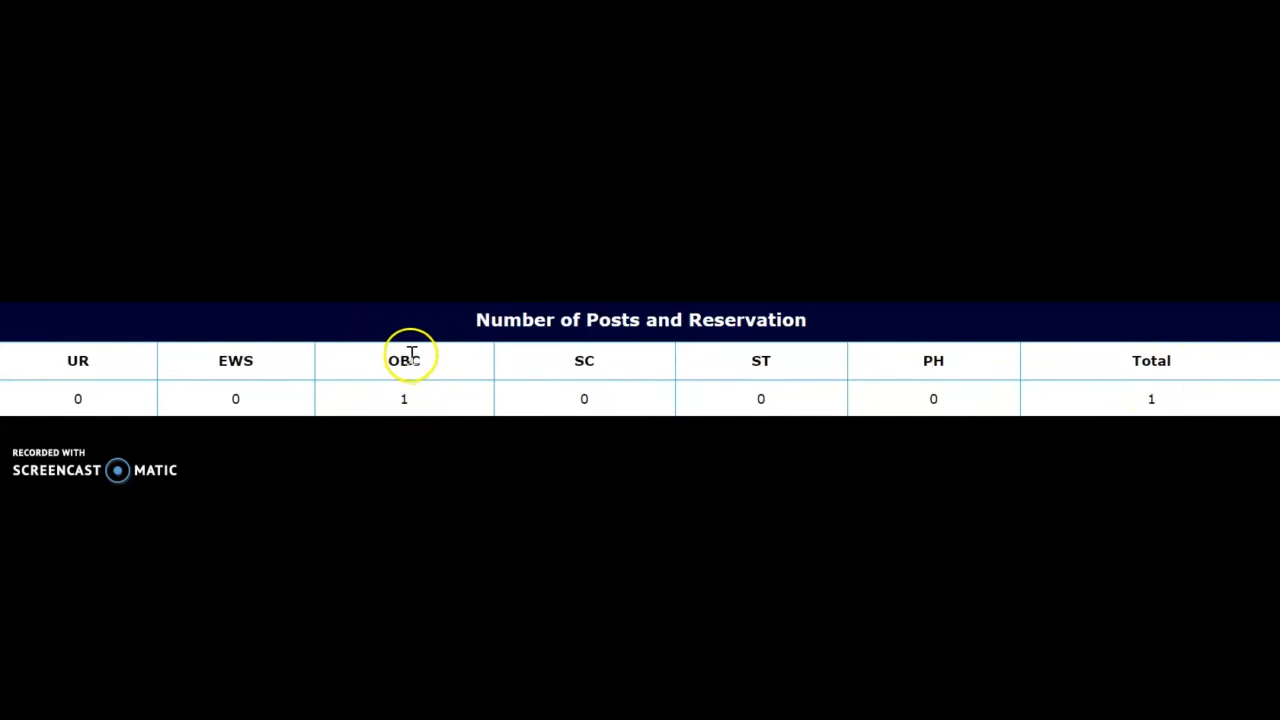 Number of Posts and Reservation
UR EWS OBC SC ST PH Total
0 0 1 0 0 0 1
RECORDED WITH
SCREENCAST MATIC